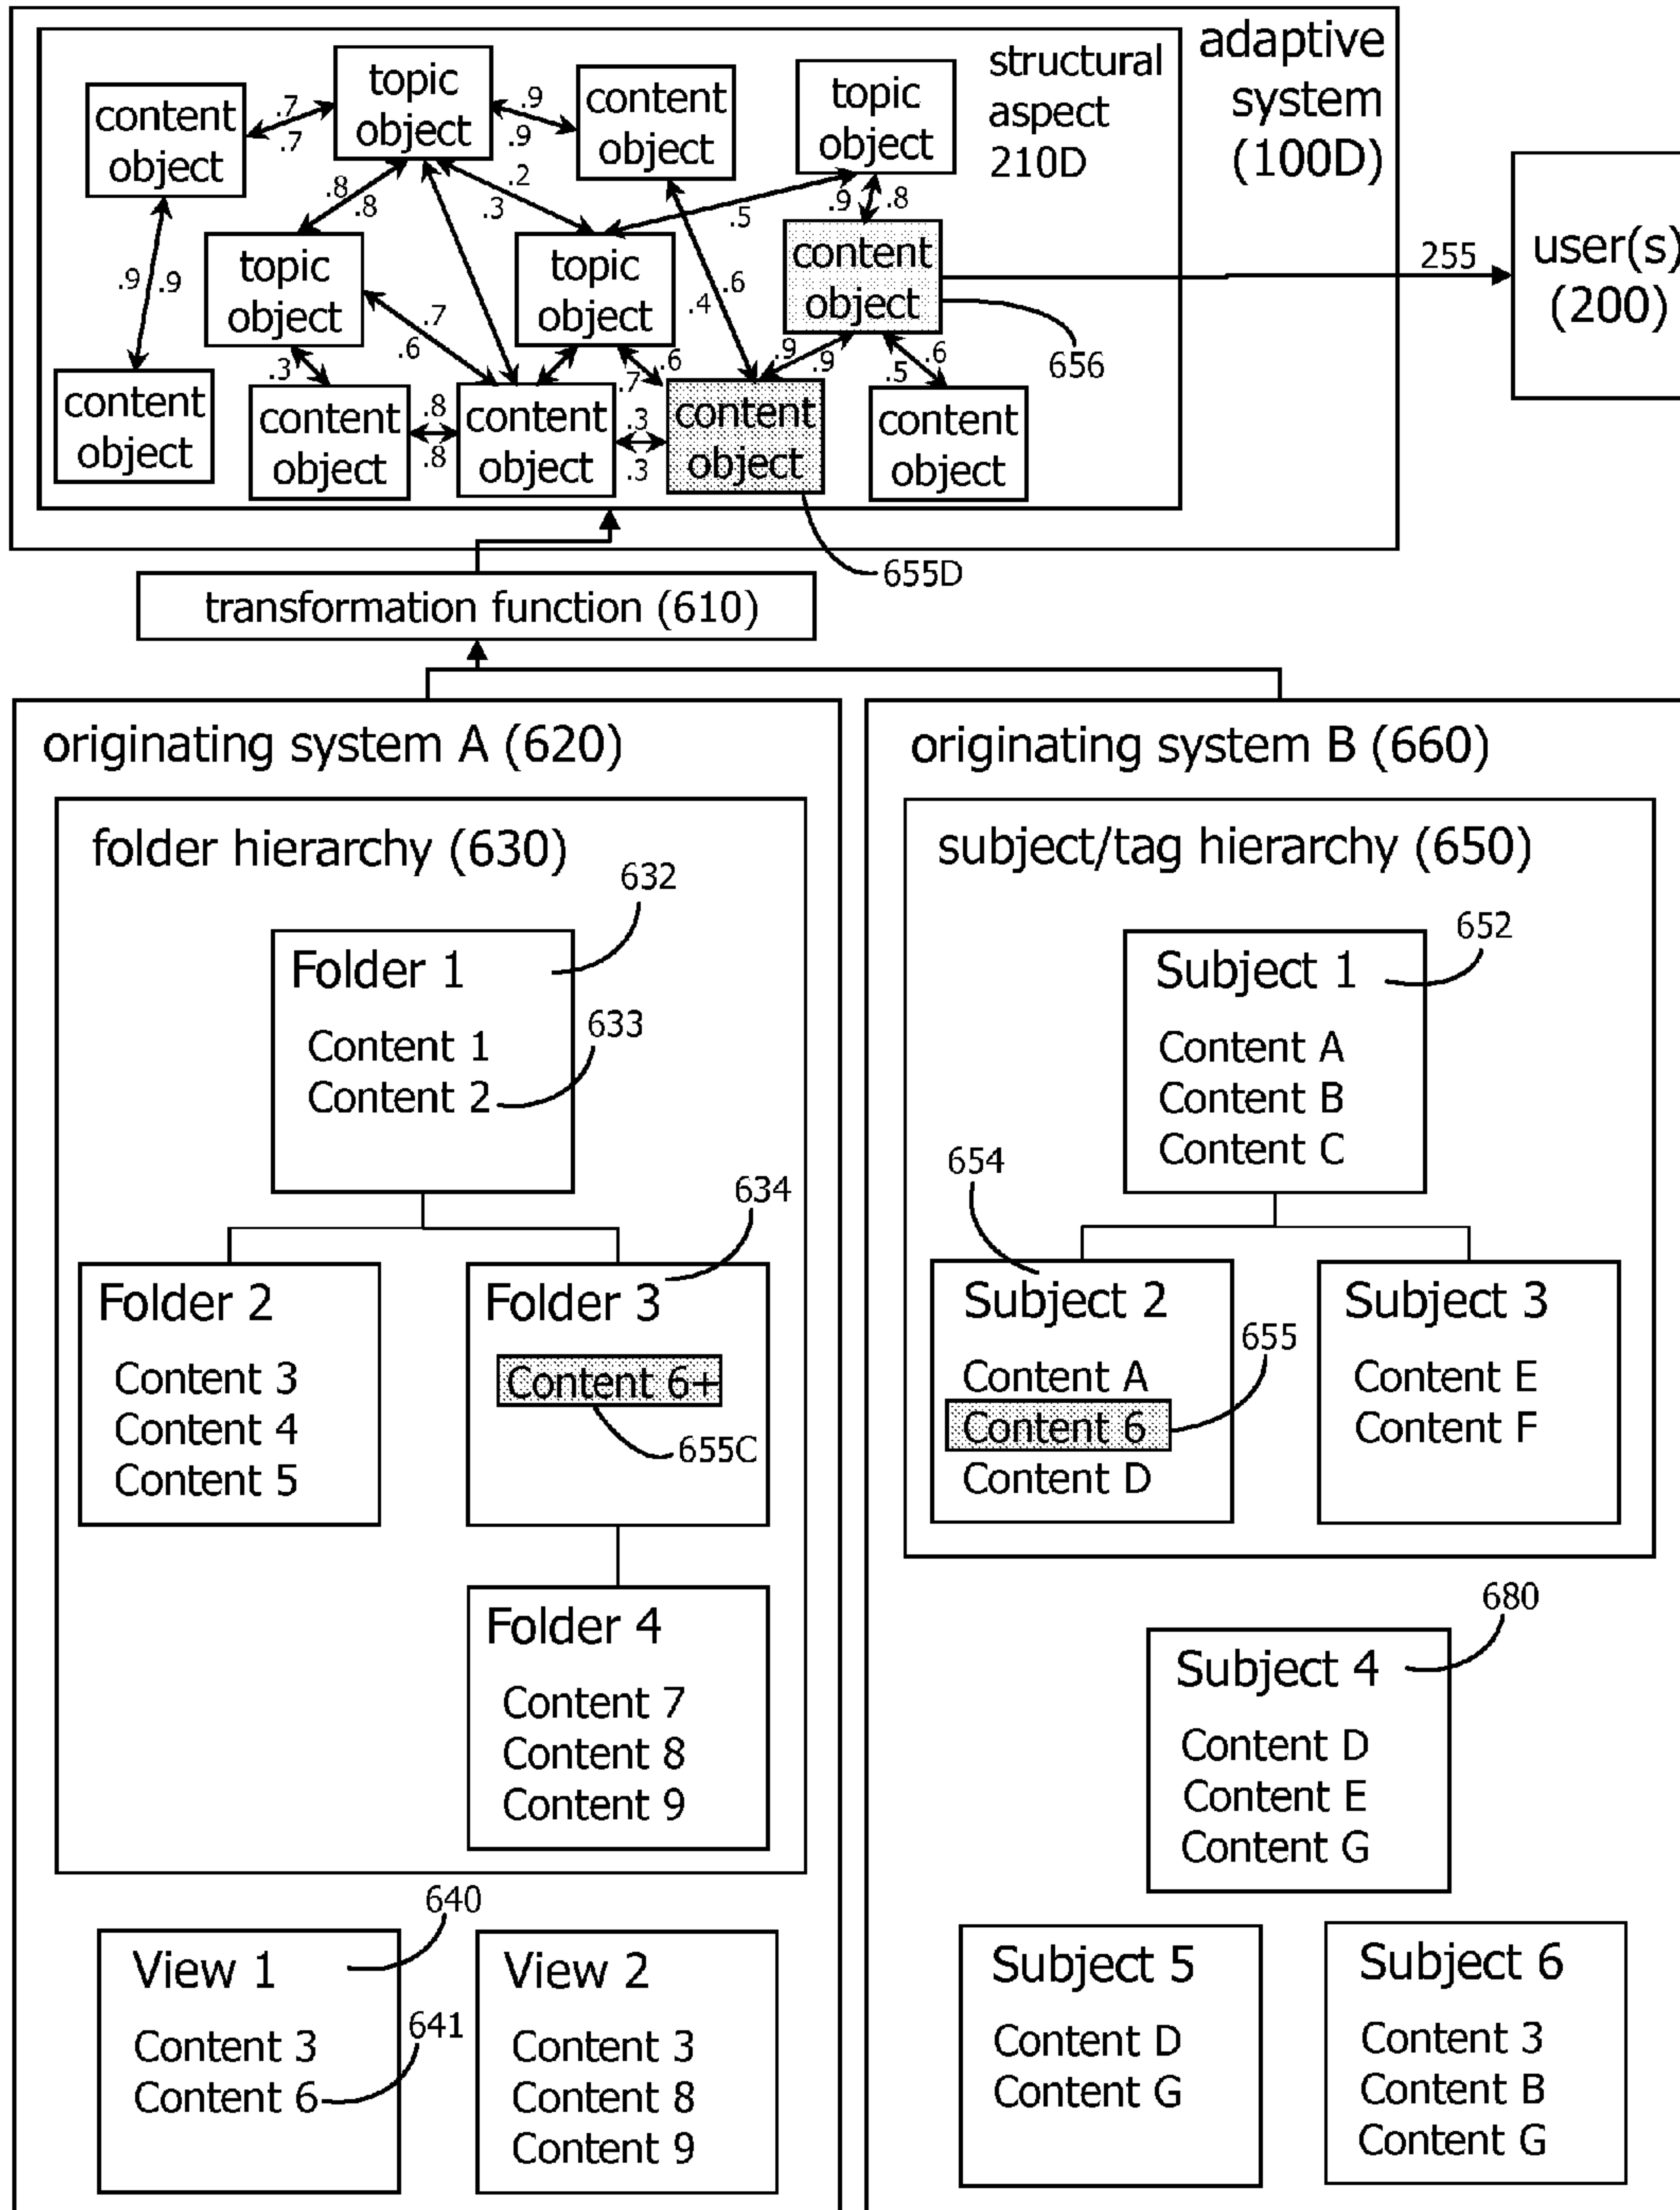 adaptive
system
(100D)
structural
aspect
210D
topic
object
content
object
content
object
topic
object
.7
.7
.9
.9
.8
.8
.2
.3
.5
.9
.8
.9
.9
topic
object
topic
object
content
object
.4
.6
.7
.6
.3
.7
.6
.9
.9
.5
.6
content
object
content
object
.8
.8
content
object
.3
.3
content
object
content
object
255
user(s)
(200)
656
655D
transformation function (610)
originating system A (620)
folder hierarchy (630)
632
Folder 1
633
Content 1
Content 2
634
Folder 2
Content 3
Content 4
Content 5
Folder 3
Content 6+
655C
Folder 4
Content 7
Content 8
Content 9
640
View 1
641
Content 3
Content 6
View 2
Content 3
Content 8
Content 9
originating system B (660)
subject/tag hierarchy (650)
652
Subject 1
Content A
Content B
Content C
654
Subject 2
655
Content A
Content 6
Content D
Subject 3
Content E
Content F
680
Subject 4
Content D
Content E
Content G
Subject 5
Content D
Content G
Subject 6
Content 3
Content B
Content G